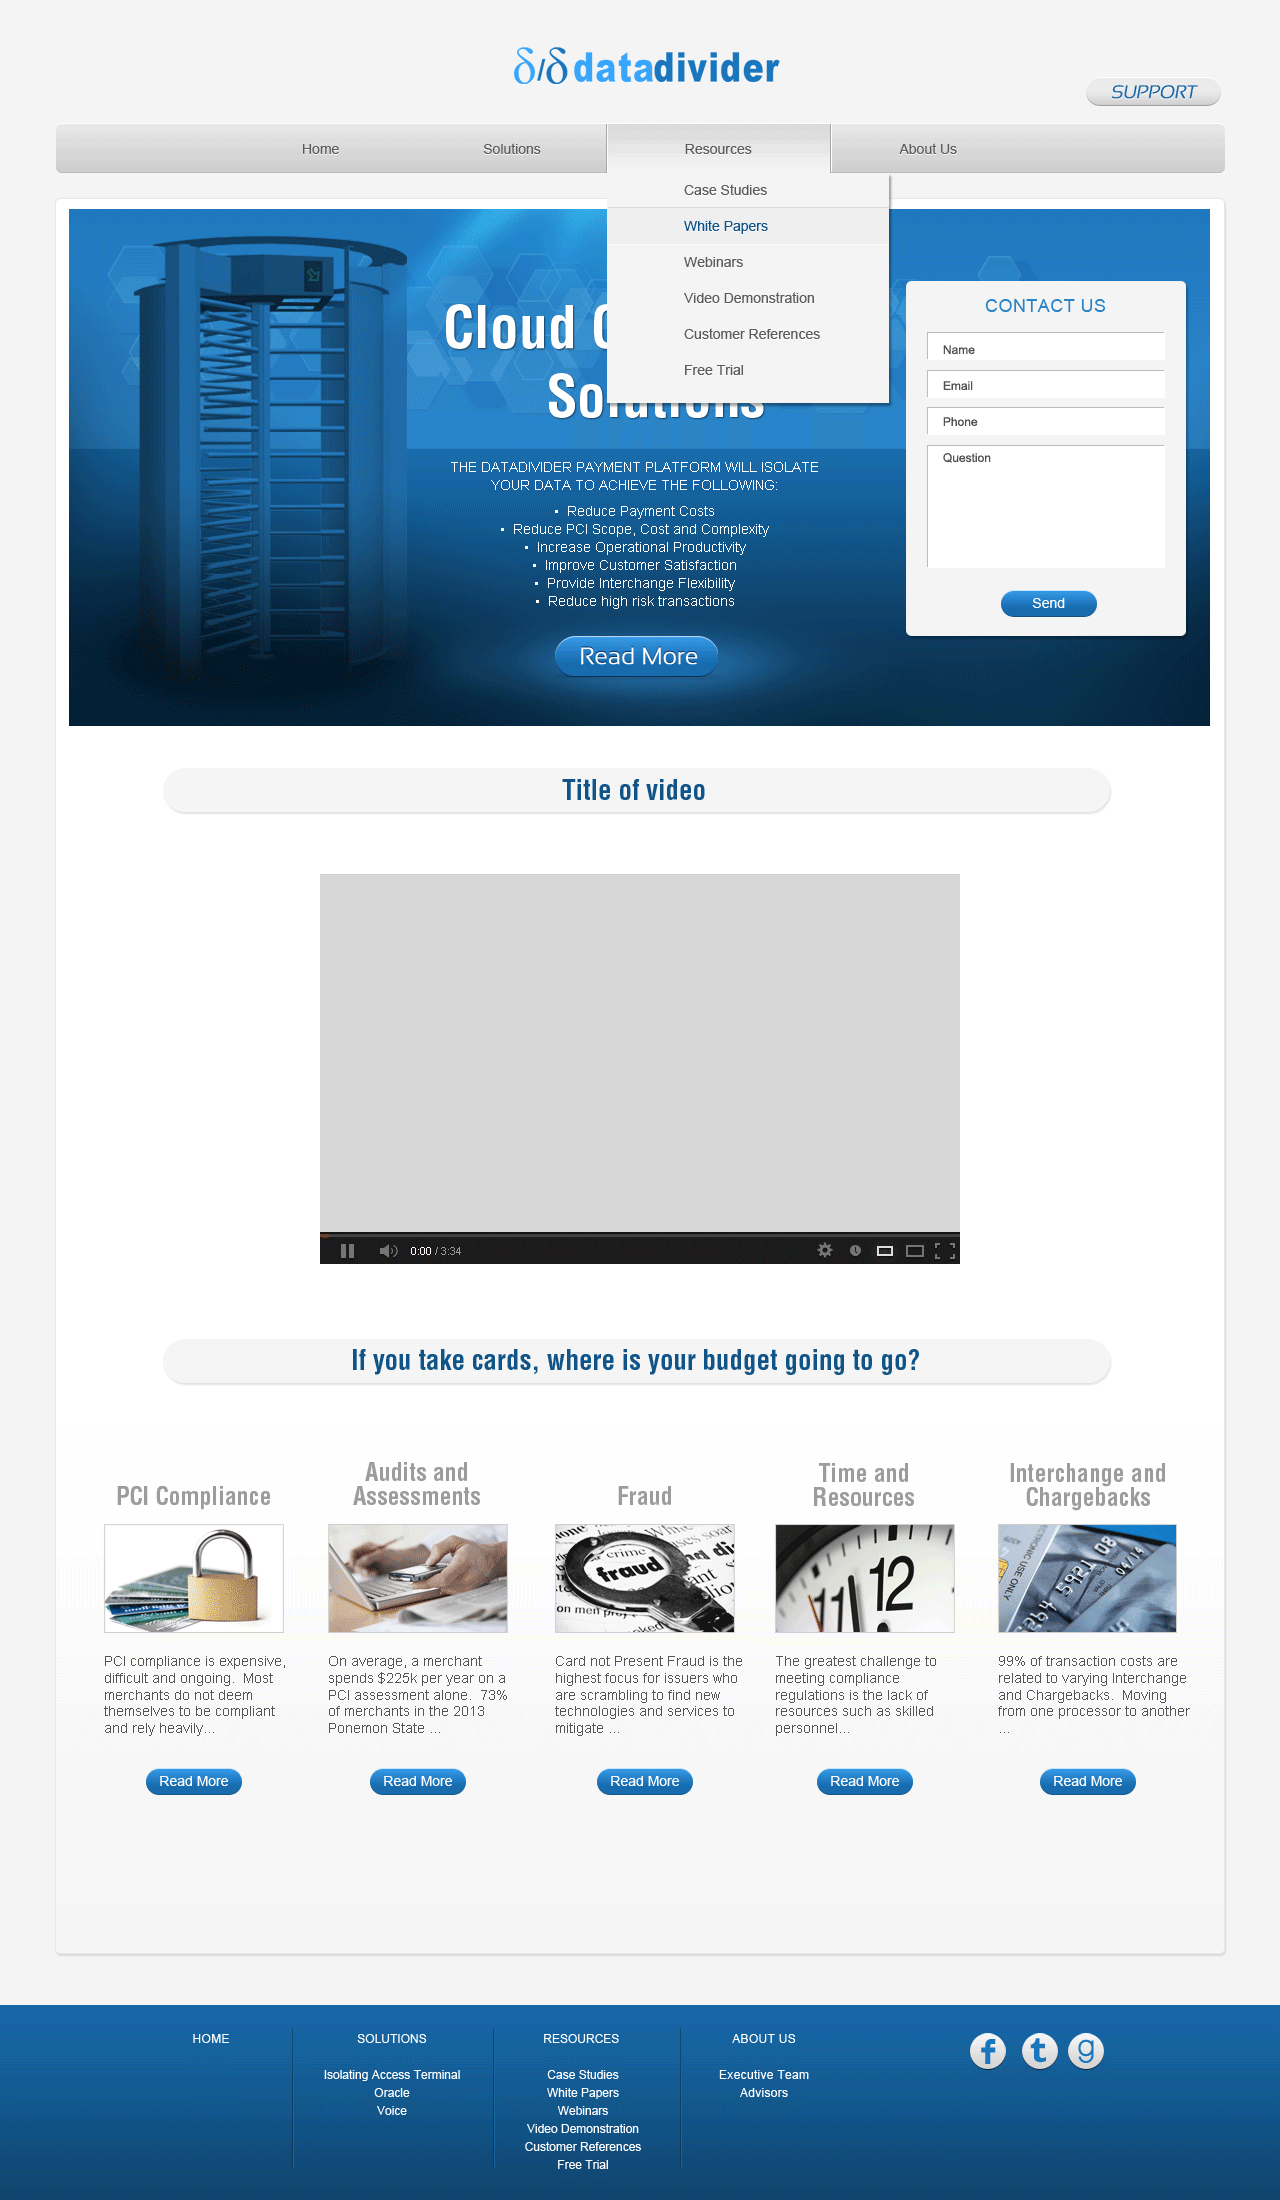 δ/δ datadivider
SUPPORT
Home
Solutions
Resources
About Us
Case Studies
White Papers
Webinars
Video Demonstration
Customer References
Free Trial
Cloud
Solutions
THE DATADIVIDER PAYMENT PLATFORM WILL ISOLATE
YOUR DATA TO ACHIEVE THE FOLLOWING:
• Reduce Payment Costs
• Reduce PCI Scope, Cost and Complexity
• Increase Operational Productivity
• Improve Customer Satisfaction
• Provide Interchange Flexibility
• Reduce high risk transactions
Read More
CONTACT US
Name
Email
Phone
Question
Send
Title of video
0:00 / 3:34
If you take cards, where is your budget going to go?
PCI Compliance
PCI compliance is expensive,
difficult and ongoing. Most
merchants do not deem
themselves to be compliant
and rely heavily...
Read More
Audits and
Assessments
On average, a merchant
spends $225k per year on a
PCI assessment alone. 73%
of merchants in the 2013
Ponemon State ...
Read More
Fraud
crime
fraud
Card not Present Fraud is the
highest focus for issuers who
are scrambling to find new
technologies and services to
mitigate ...
Read More
Time and
Resources
12
The greatest challenge to
meeting compliance
regulations is the lack of
resources such as skilled
personnel...
Read More
Interchange and
Chargebacks
5921 08
04/14
99% of transaction costs are
related to varying Interchange
and Chargebacks. Moving
from one processor to another
...
Read More
HOME
SOLUTIONS
Isolating Access Terminal
Oracle
Voice
RESOURCES
Case Studies
White Papers
Webinars
Video Demonstration
Customer References
Free Trial
ABOUT US
Executive Team
Advisors
f
t
g